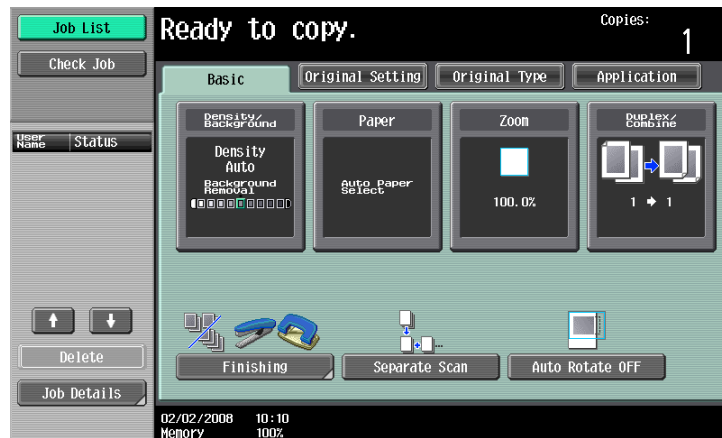 Job List
Ready to copy.
Copies:
1
Check Job
Basic
Original Setting
Original Type
Application
User
Name
Status
Density/
Background
Paper
Zoom
Duplex/
Combine
Density
Auto
Background
Removal
Auto Paper
Select
100.0%
1 → 1
Finishing
Separate Scan
Auto Rotate OFF
Delete
Job Details
02/02/2008 10:10
Memory 100%